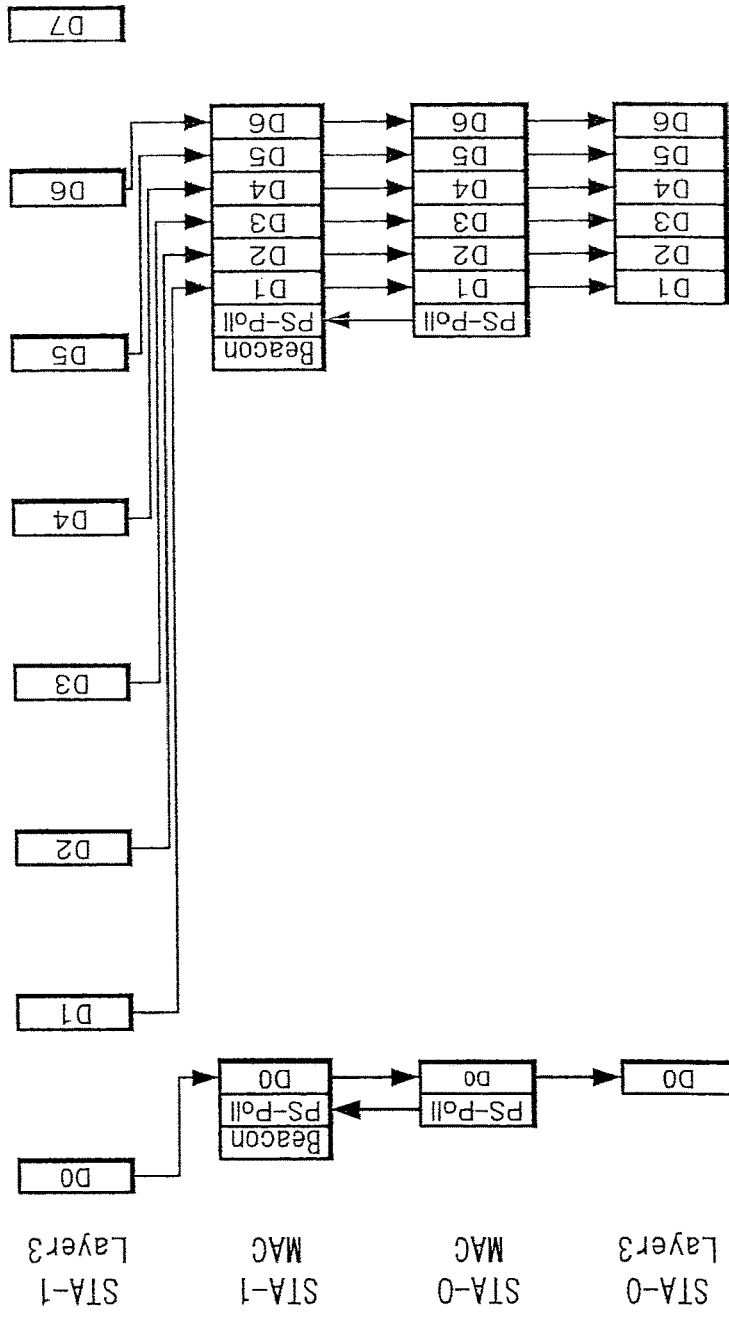 STA-0 STA-0 STA-1 STA-1
Layer3 MAC MAC Layer3
D0
Beacon
PS-Poll PS-Poll
D0 D0 D0
D1
D2
D3
D4
Beacon D5
PS-Poll PS-Poll
D1 D1 D1
D2 D2 D2
D3 D3 D3
D4 D4 D4 D6
D5 D5 D5
D6 D6 D6
D7